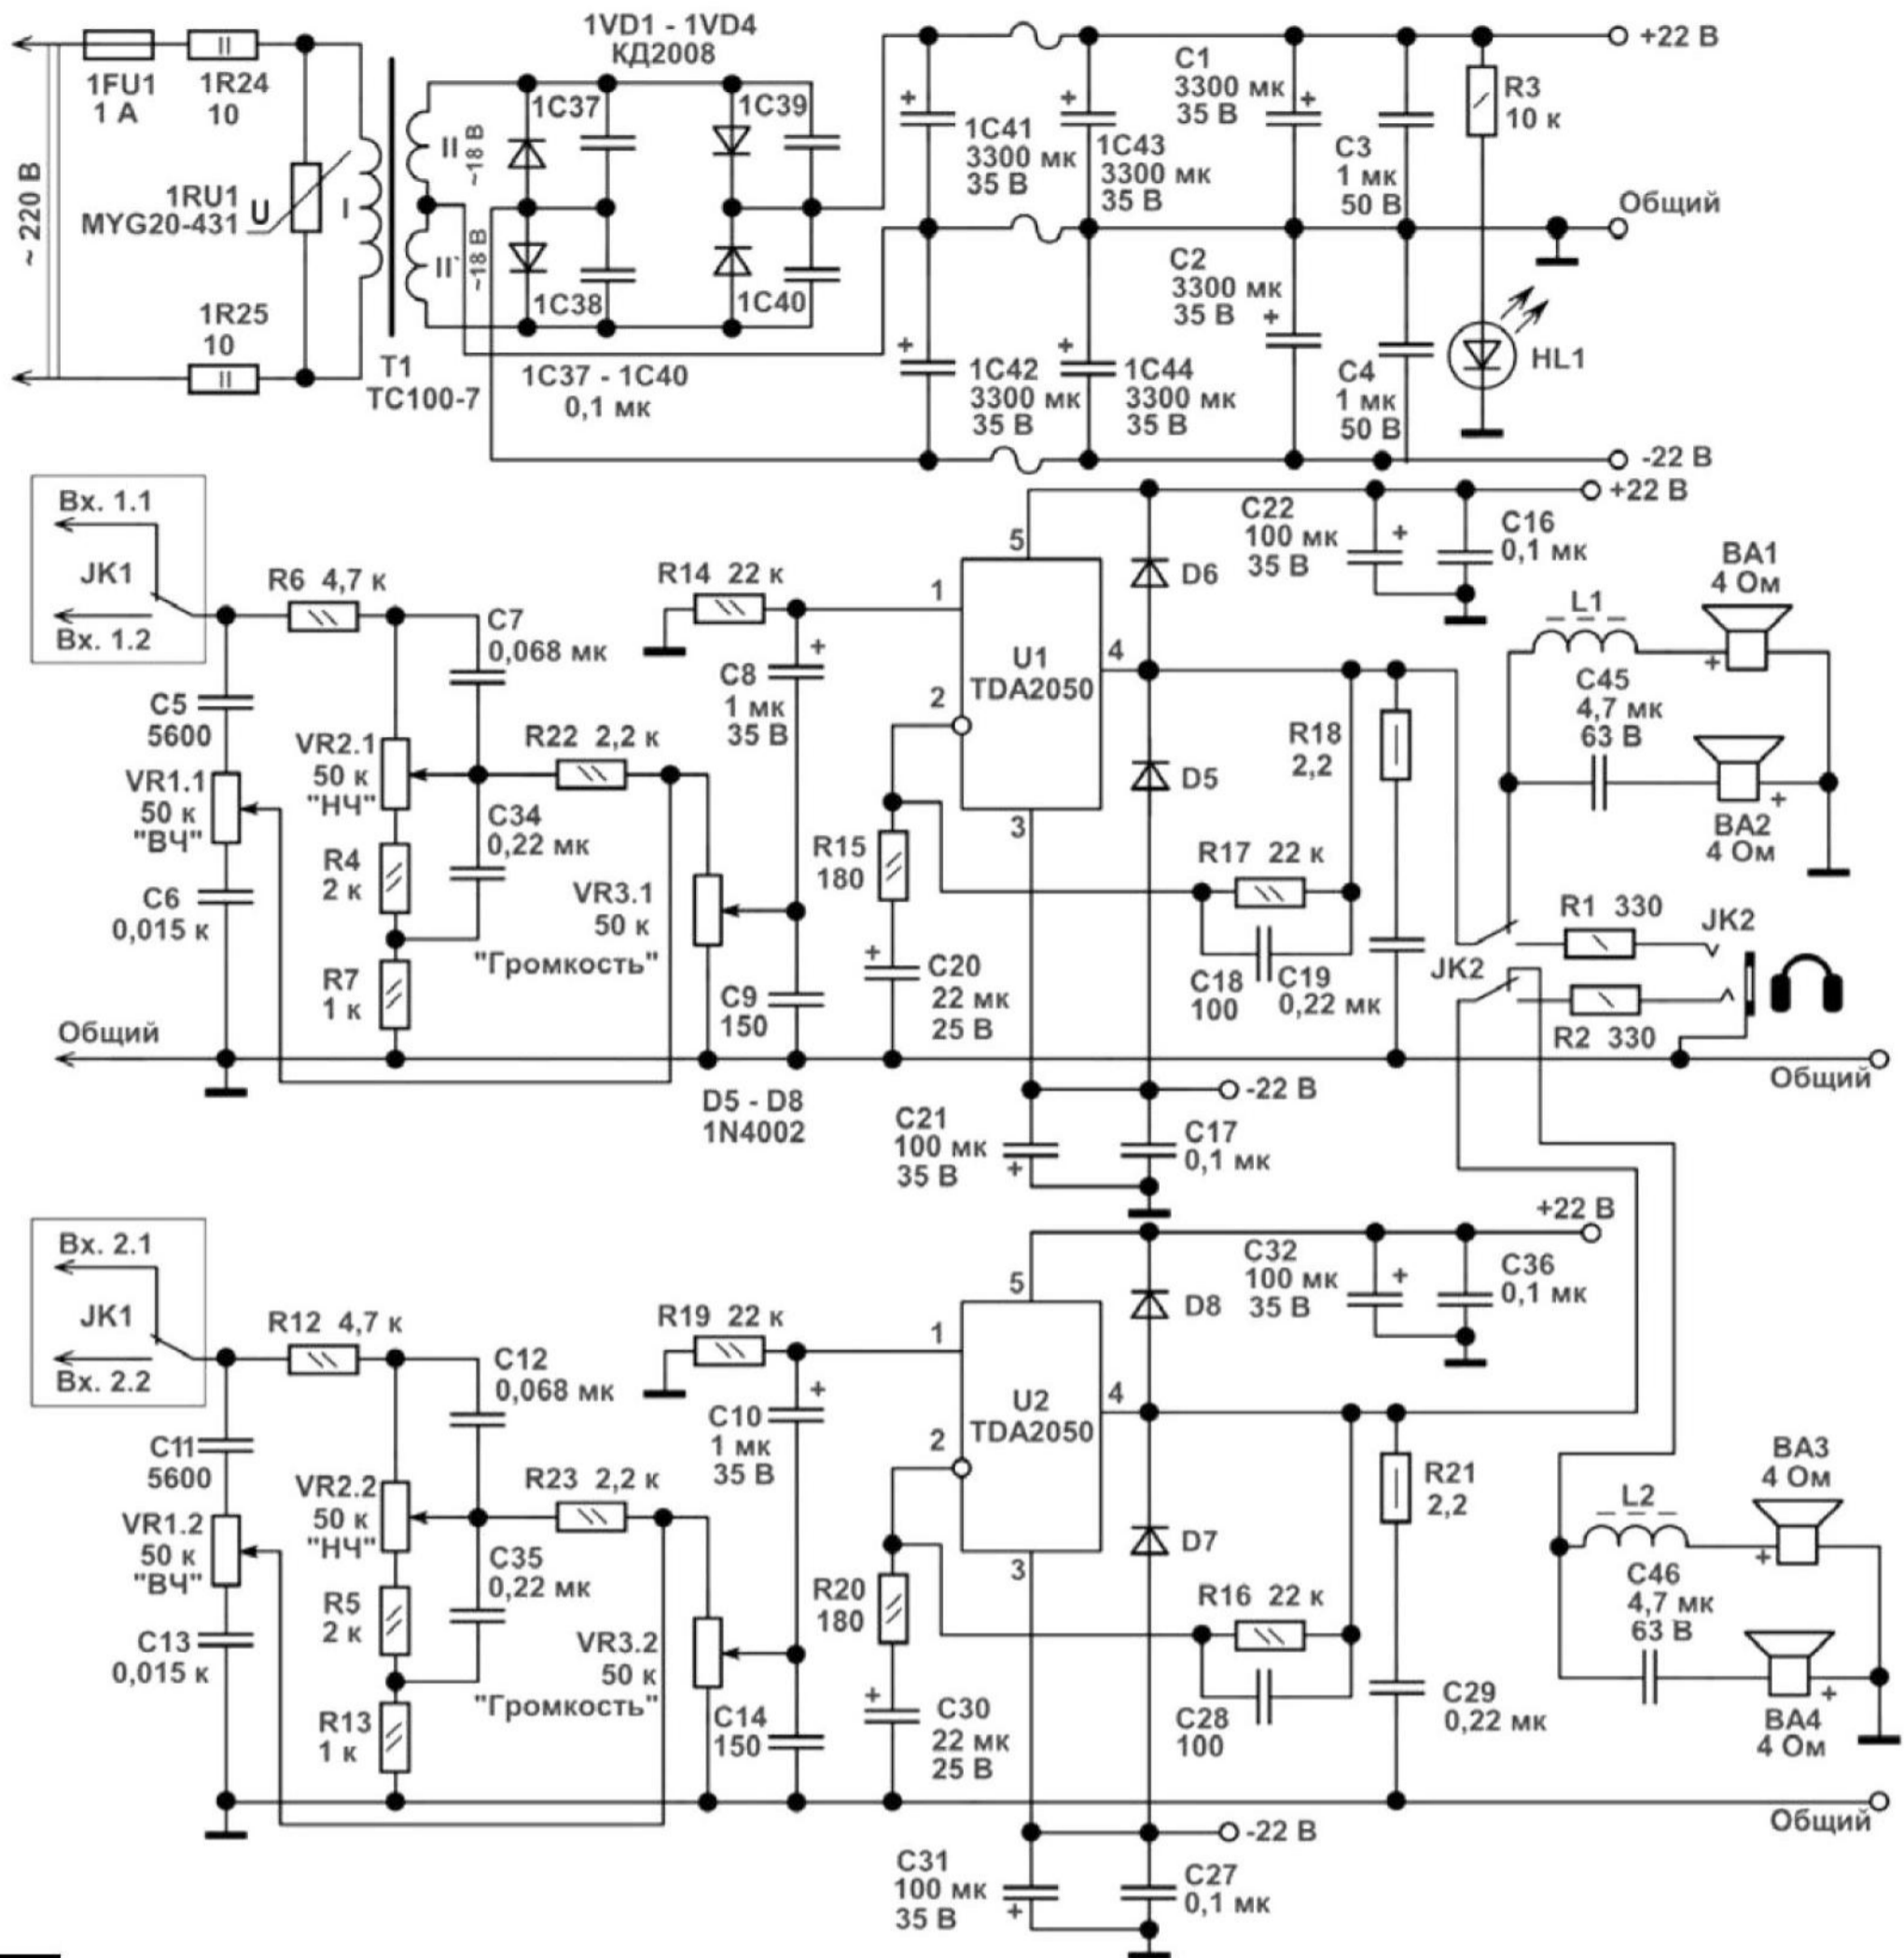 1FU1
1 А
1R24
10
~ 220 В
1RU1
MYG20-431
U
I
1R25
10
T1
ТС100-7
II
~18 В
II`
~18 В
1VD1 - 1VD4
КД2008
1C37
1C39
1C38
1C40
1C37 - 1C40
0,1 мк
1C41
3300 мк
35 В
+
1C43
3300 мк
35 В
+
C1
3300 мк
35 В
+
C3
1 мк
50 В
R3
10 к
+22 В
Общий
1C42
3300 мк
35 В
+
1C44
3300 мк
35 В
+
C2
3300 мк
35 В
+
C4
1 мк
50 В
HL1
-22 В
Вх. 1.1
JK1
Вх. 1.2
R6 4,7 к
C7
0,068 мк
C5
5600
VR1.1
50 к
"ВЧ"
C6
0,015 к
VR2.1
50 к
"НЧ"
R4
2 к
R7
1 к
R22 2,2 к
C34
0,22 мк
VR3.1
50 к
"Громкость"
R14 22 к
C8
1 мк
35 В
+
C9
150
Общий
D5 - D8
1N4002
1
2
3
4
5
U1
TDA2050
D6
D5
R15
180
+
C20
22 мк
25 В
C22
100 мк
35 В
+
C16
0,1 мк
+22 В
R18
2,2
R17 22 к
C18
100
C19
0,22 мк
C21
100 мк
35 В
+
C17
0,1 мк
-22 В
L1
BA1
4 Ом
+
C45
4,7 мк
63 В
BA2
4 Ом
+
JK2
R1 330
JK2
R2 330
Общий
Вх. 2.1
JK1
Вх. 2.2
R12 4,7 к
C12
0,068 мк
C11
5600
VR1.2
50 к
"ВЧ"
C13
0,015 к
VR2.2
50 к
"НЧ"
R5
2 к
R13
1 к
R23 2,2 к
C35
0,22 мк
VR3.2
50 к
"Громкость"
R19 22 к
C10
1 мк
35 В
+
C14
150
1
2
3
4
5
U2
TDA2050
D8
D7
R20
180
+
C30
22 мк
25 В
C32
100 мк
35 В
+
C36
0,1 мк
+22 В
R21
2,2
R16 22 к
C28
100
C29
0,22 мк
C31
100 мк
35 В
+
C27
0,1 мк
-22 В
L2
BA3
4 Ом
+
C46
4,7 мк
63 В
BA4
4 Ом
+
Общий